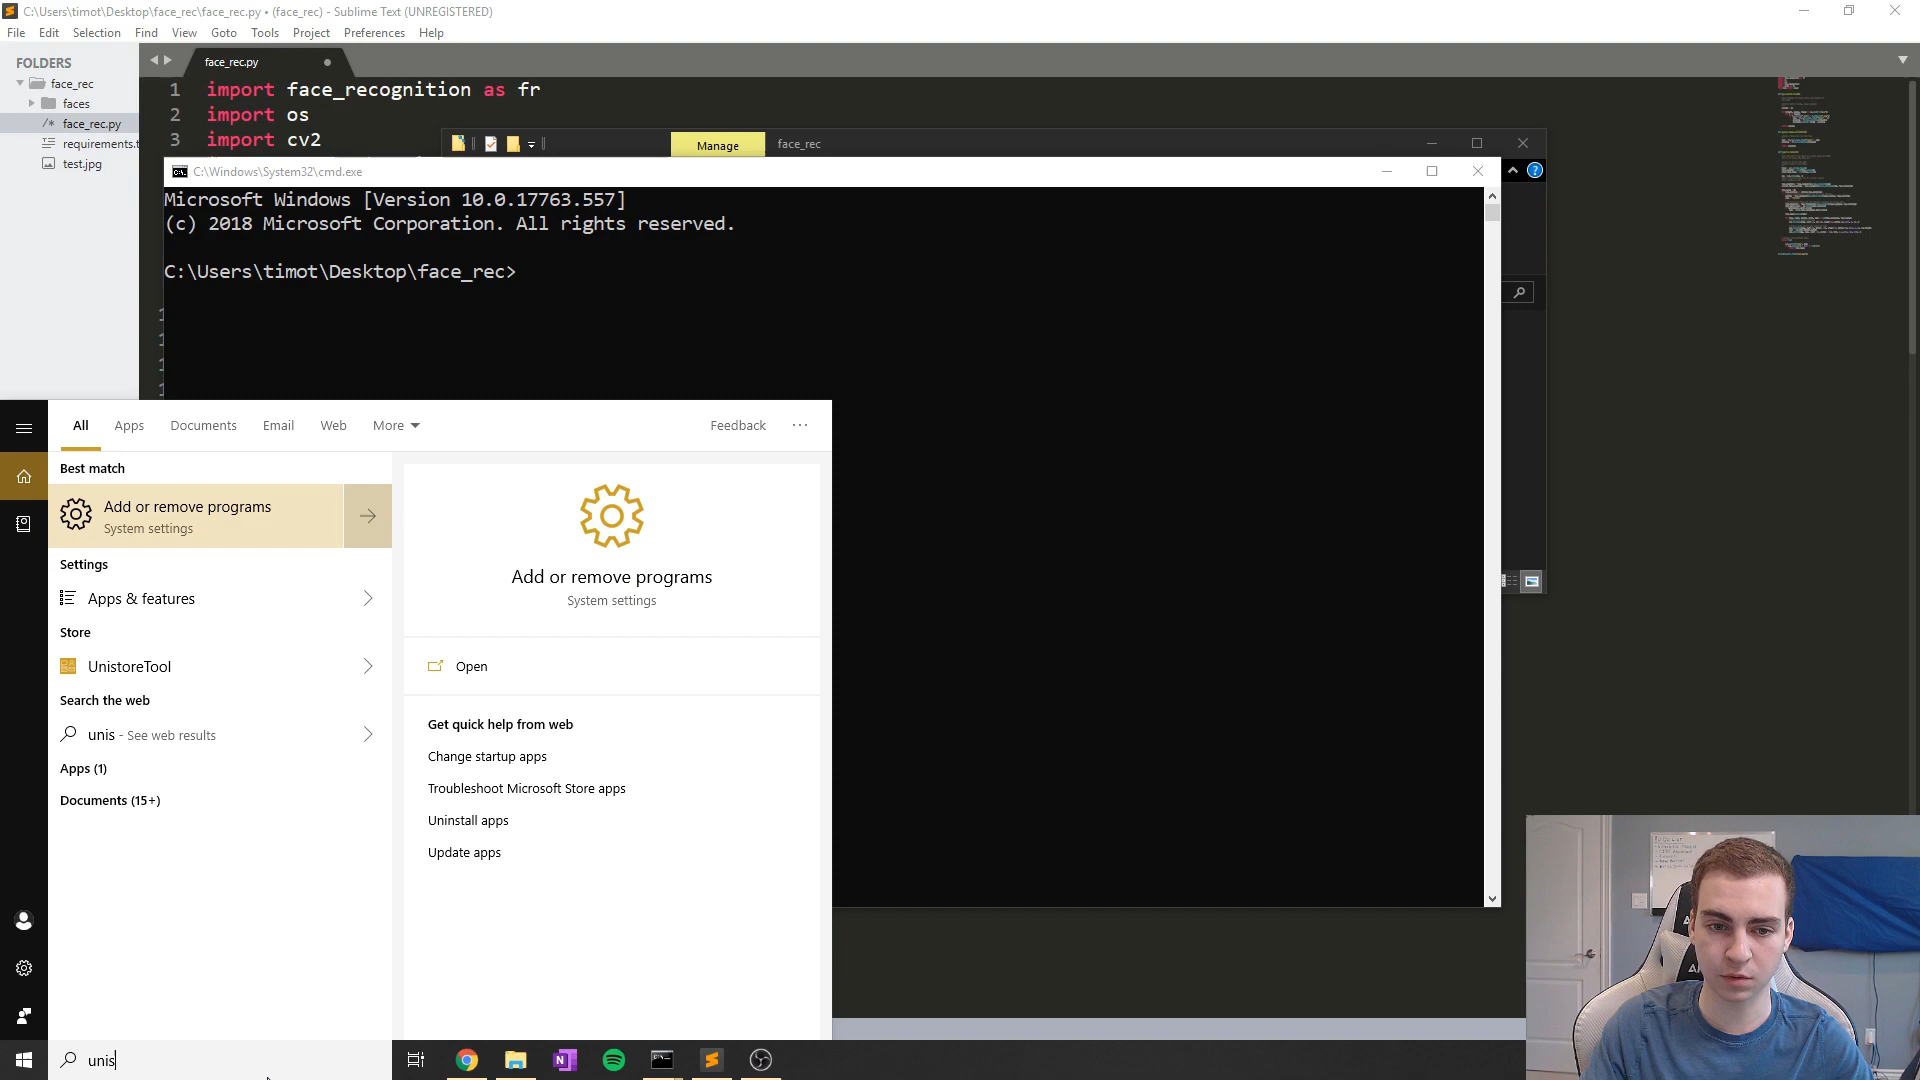 C:\Users\timot\Desktop\face_rec\face_rec.py • (face_rec) - Sublime Text (UNREGISTERED)
File Edit Selection Find View Goto Tools Project Preferences Help
FOLDERS
face_rec
faces
face_rec.py
requirements.t
test.jpg
face_rec.py
1 import face_recognition as fr
2 import os
3 import cv2
Manage
face_rec
C:\Windows\System32\cmd.exe
Microsoft Windows [Version 10.0.17763.557]
(c) 2018 Microsoft Corporation. All rights reserved.
C:\Users\timot\Desktop\face_rec>
All Apps Documents Email Web More Feedback ...
Best match
Add or remove programs
System settings
Settings
Apps & features
Store
UnistoreTool
Search the web
unis - See web results
Apps (1)
Documents (15+)
Add or remove programs
System settings
Open
Get quick help from web
Change startup apps
Troubleshoot Microsoft Store apps
Uninstall apps
Update apps
unis